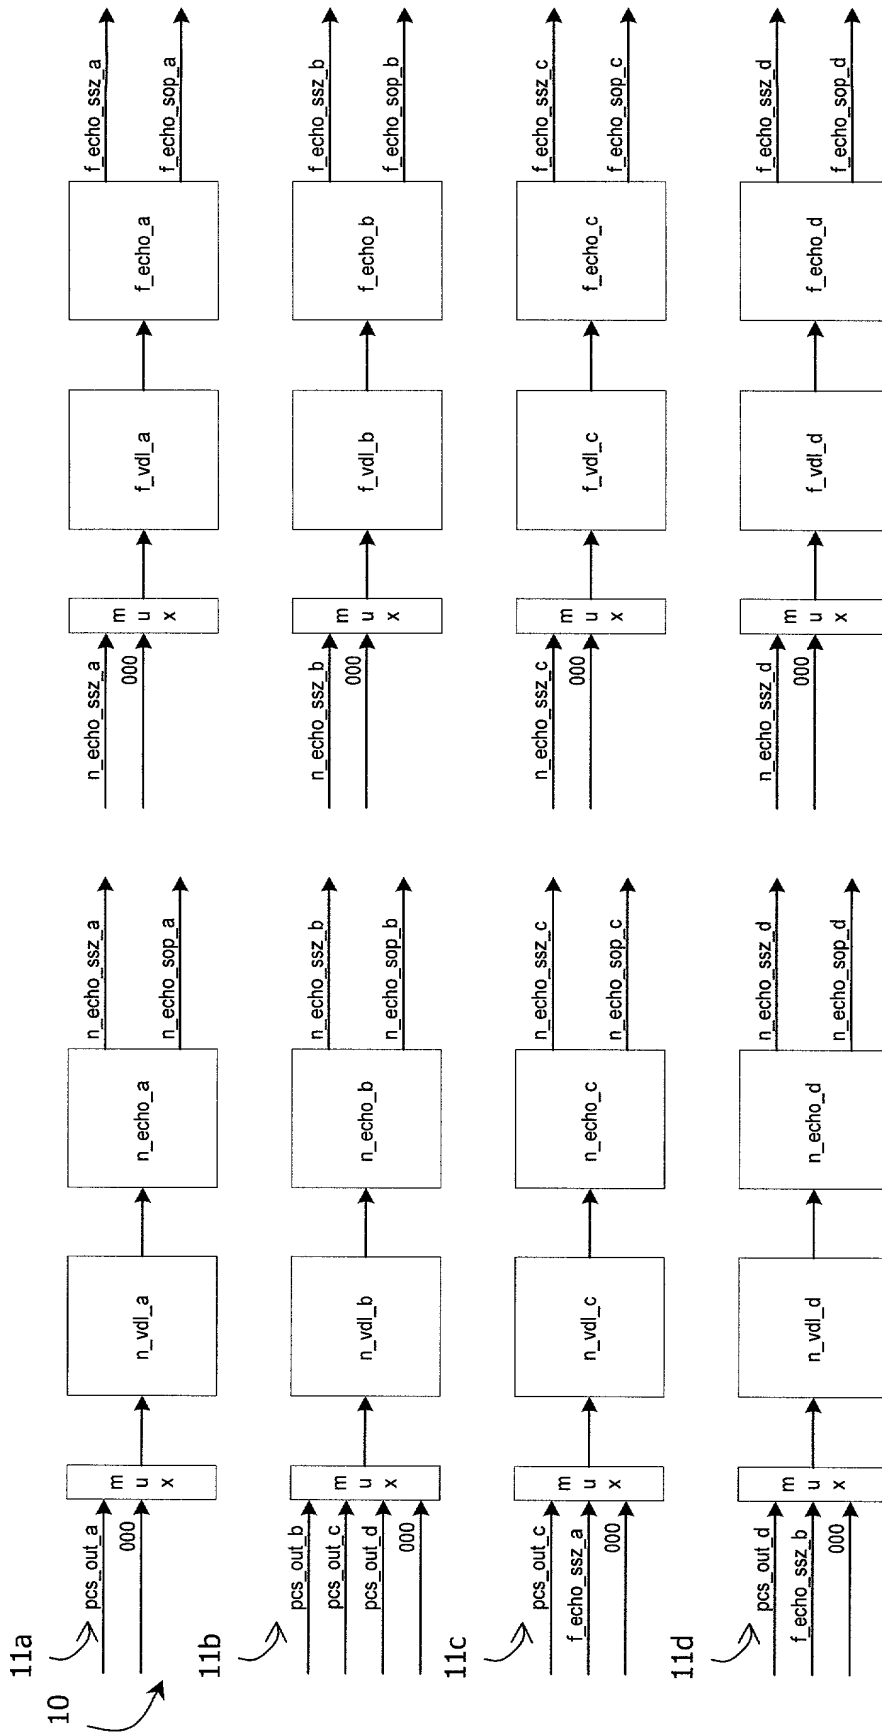 10
11a
pcs_out_a
000
m u x
n_vdl_a
n_echo_a
n_echo_ssz_a
n_echo_sop_a
n_echo_ssz_a
000
m u x
f_vdl_a
f_echo_a
f_echo_ssz_a
f_echo_sop_a
11b
pcs_out_b
pcs_out_c
pcs_out_d
000
m u x
n_vdl_b
n_echo_b
n_echo_ssz_b
n_echo_sop_b
n_echo_ssz_b
000
m u x
f_vdl_b
f_echo_b
f_echo_ssz_b
f_echo_sop_b
11c
pcs_out_c
f_echo_ssz_a
000
m u x
n_vdl_c
n_echo_c
n_echo_ssz_c
n_echo_sop_c
n_echo_ssz_c
000
m u x
f_vdl_c
f_echo_c
f_echo_ssz_c
f_echo_sop_c
11d
pcs_out_d
f_echo_ssz_b
000
m u x
n_vdl_d
n_echo_d
n_echo_ssz_d
n_echo_sop_d
n_echo_ssz_d
000
m u x
f_vdl_d
f_echo_d
f_echo_ssz_d
f_echo_sop_d